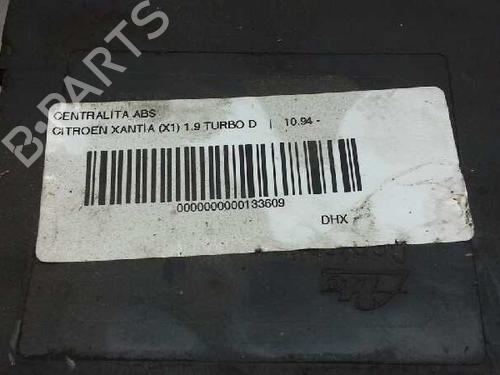 CENTRALITA ABS
CITROEN XANTIA (X1) 1.9 TURBO D | 10.94 -
0000000000133609
DHX
B-PARTS